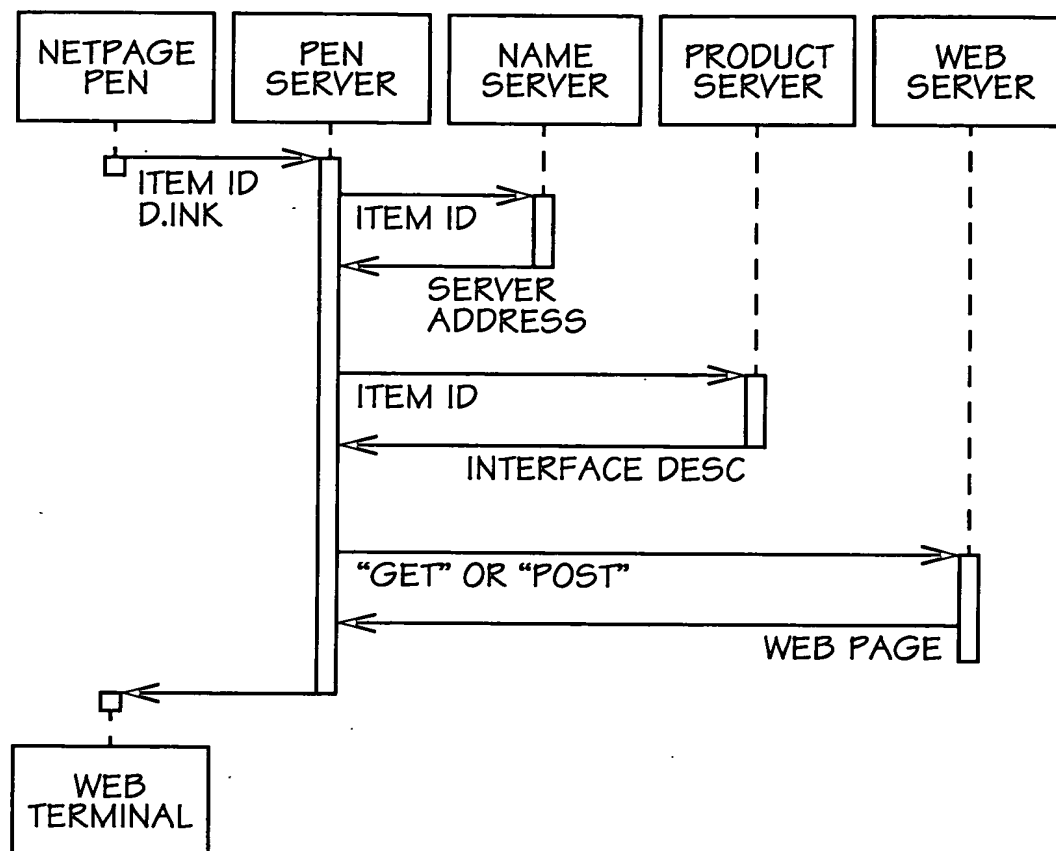 NETPAGE
PEN
PEN
SERVER
NAME
SERVER
PRODUCT
SERVER
WEB
SERVER
ITEM ID
D.INK
ITEM ID
SERVER
ADDRESS
ITEM ID
INTERFACE DESC
“GET” OR “POST”
WEB PAGE
WEB
TERMINAL